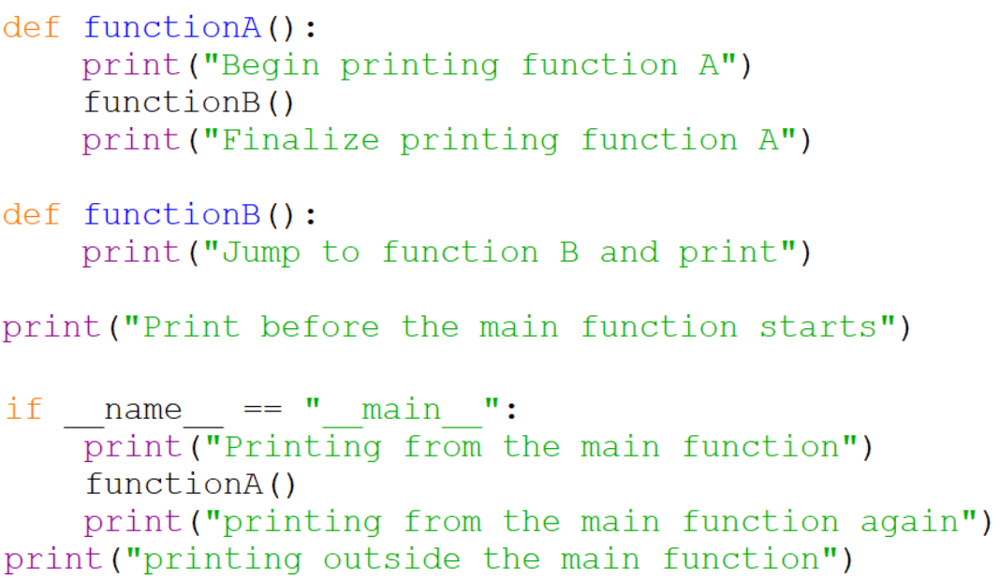 def functionA():
    print("Begin printing function A")
    functionB()
    print("Finalize printing function A")

def functionB():
    print("Jump to function B and print")

print("Print before the main function starts")

if __name__ == "__main__":
    print("Printing from the main function")
    functionA()
    print("printing from the main function again")
print("printing outside the main function")